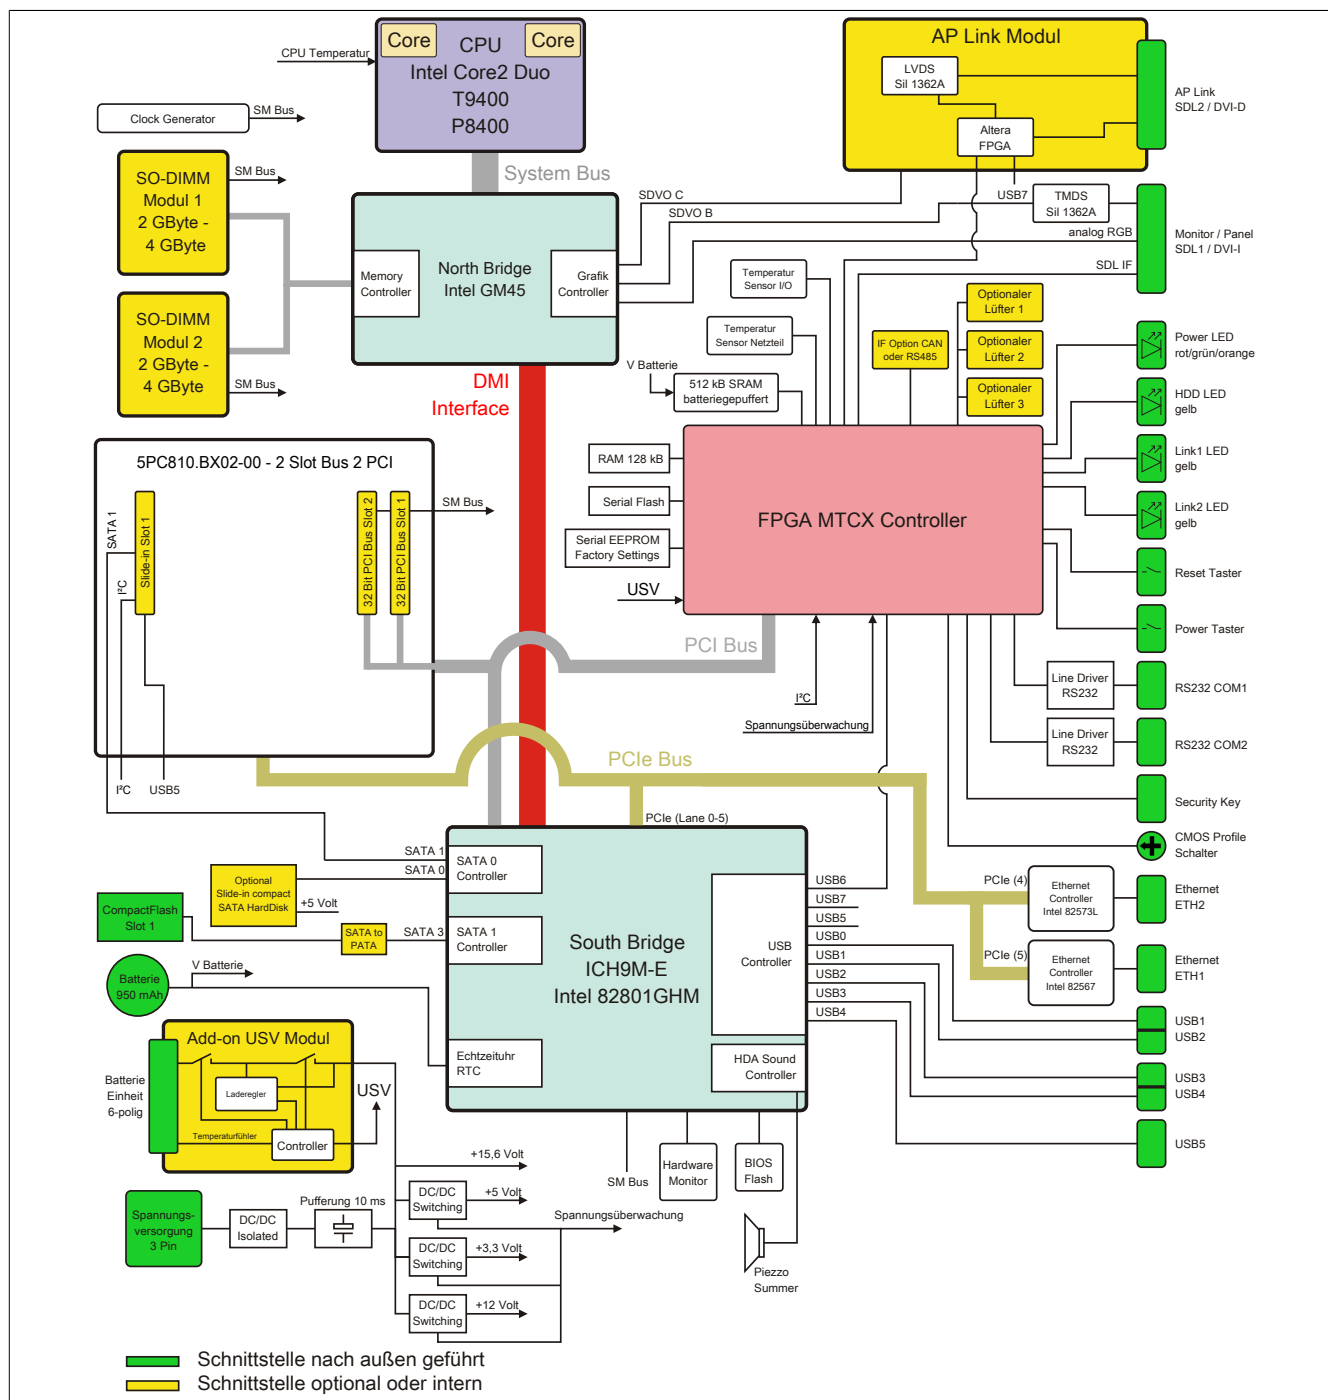 Core
CPU
Core
Intel Core2 Duo
T9400
P8400
CPU Temperatur
Clock Generator
SM Bus
AP Link Modul
LVDS
Sil 1362A
Altera
FPGA
AP Link
SDL2 / DVI-D
SO-DIMM
Modul 1
2 GByte -
4 GByte
SM Bus
System Bus
SDVO C
SDVO B
USB7
TMDS
Sil 1362A
analog RGB
SDL IF
Monitor / Panel
SDL1 / DVI-I
Memory
Controller
North Bridge
Intel GM45
Grafik
Controller
SO-DIMM
Modul 2
2 GByte -
4 GByte
SM Bus
DMI
Interface
Temperatur
Sensor I/O
Temperatur
Sensor Netzteil
V Batterie
512 kB SRAM
batteriegepuffert
IF Option CAN
oder RS485
Optionaler
Lüfter 1
Optionaler
Lüfter 2
Optionaler
Lüfter 3
Power LED
rot/grün/orange
HDD LED
gelb
Link1 LED
gelb
Link2 LED
gelb
Reset Taster
Power Taster
5PC810.BX02-00 - 2 Slot Bus 2 PCI
SATA 1
I²C
Slide-in Slot 1
32 Bit PCI Bus Slot 2
32 Bit PCI Bus Slot 1
SM Bus
I²C
USB5
RAM 128 kB
Serial Flash
Serial EEPROM
Factory Settings
USV
FPGA MTCX Controller
PCI Bus
I²C
Spannungsüberwachung
Line Driver
RS232
RS232 COM1
Line Driver
RS232
RS232 COM2
Security Key
CMOS Profile
Schalter
PCIe Bus
PCIe (Lane 0-5)
PCIe (4)
Ethernet
Controller
Intel 82573L
Ethernet
ETH2
PCIe (5)
Ethernet
Controller
Intel 82567
Ethernet
ETH1
SATA 1
SATA 0
SATA 0
Controller
Optional
Slide-in compact
SATA HardDisk
+5 Volt
CompactFlash
Slot 1
SATA to
PATA
SATA 3
SATA 1
Controller
South Bridge
ICH9M-E
Intel 82801GHM
USB
Controller
USB6
USB7
USB5
USB0
USB1
USB2
USB3
USB4
USB1
USB2
USB3
USB4
USB5
Batterie
950 mAh
V Batterie
Echtzeituhr
RTC
HDA Sound
Controller
Add-on USV Modul
Batterie
Einheit
6-polig
Laderegler
Temperaturfühler
Controller
USV
SM Bus
Hardware
Monitor
BIOS
Flash
Piezzo
Summer
+15,6 Volt
Spannungs-
versorgung
3 Pin
DC/DC
Isolated
Pufferung 10 ms
DC/DC
Switching
+5 Volt
Spannungsüberwachung
DC/DC
Switching
+3,3 Volt
DC/DC
Switching
+12 Volt
Schnittstelle nach außen geführt
Schnittstelle optional oder intern